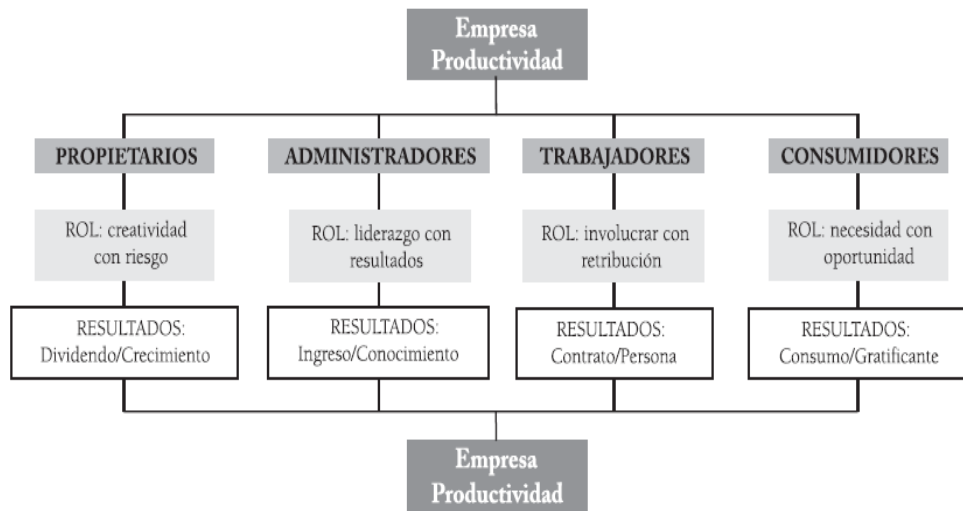 Empresa
Productividad
PROPIETARIOS
ADMINISTRADORES
TRABAJADORES
CONSUMIDORES
ROL: creatividad
con riesgo
ROL: liderazgo con
resultados
ROL: involucrar con
retribución
ROL: necesidad con
oportunidad
RESULTADOS:
Dividendo/Crecimiento
RESULTADOS:
Ingreso/Conocimiento
RESULTADOS:
Contrato/Persona
RESULTADOS:
Consumo/Gratificante
Empresa
Productividad